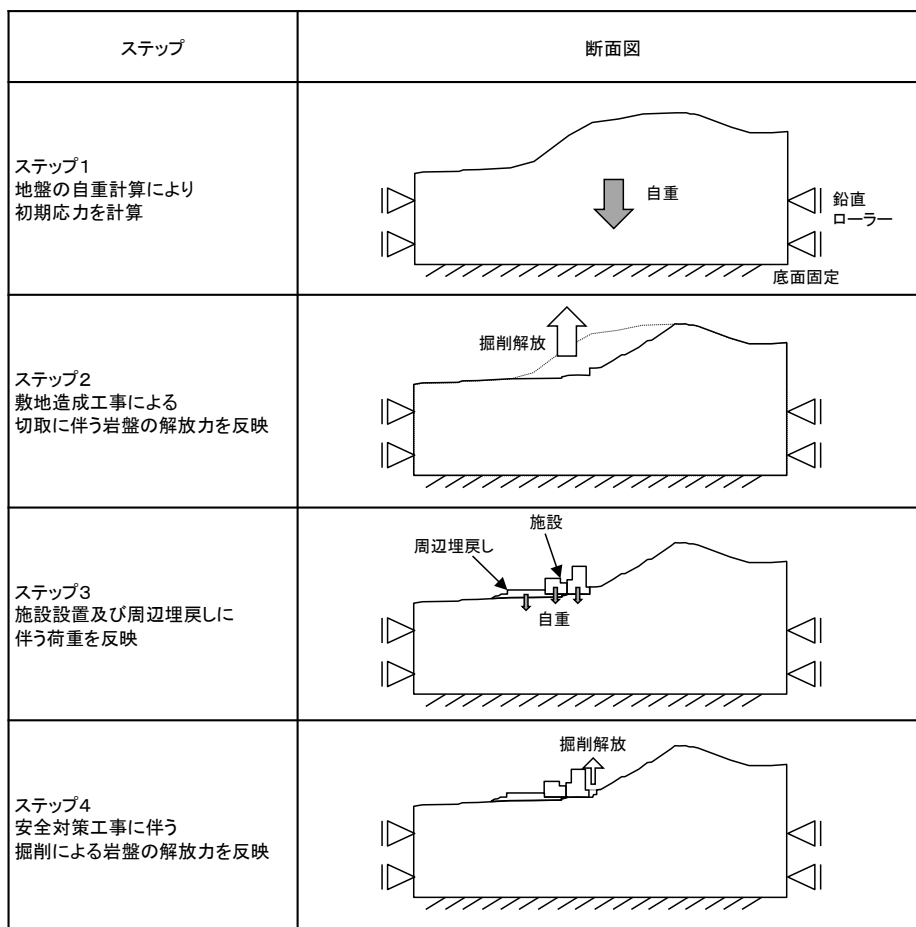 ステップ
断面図
ステップ1
地盤の自重計算により
初期応力を計算
自重
鉛直
ローラー
底面固定
ステップ2
敷地造成工事による
切取に伴う岩盤の解放力を反映
掘削解放
ステップ3
施設設置及び周辺埋戻しに
伴う荷重を反映
施設
周辺埋戻し
自重
ステップ4
安全対策工事に伴う
掘削による岩盤の解放力を反映
掘削解放